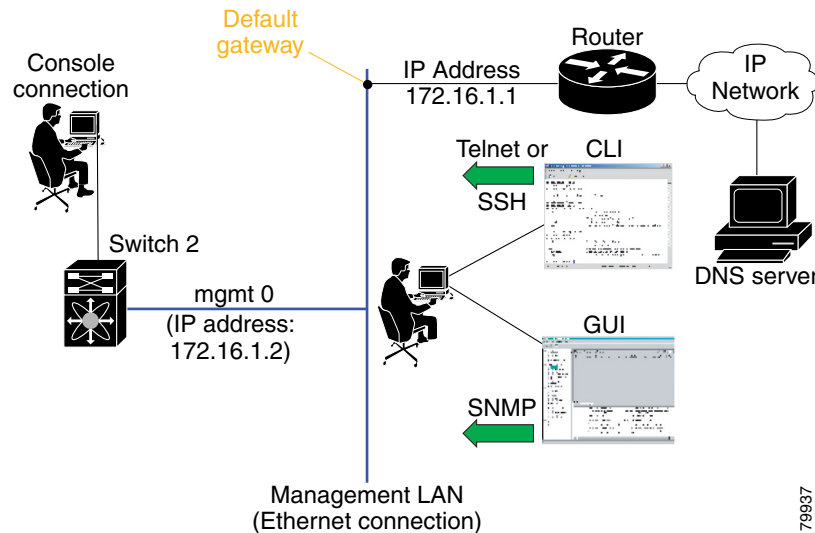 Default
gateway
Console
connection
IP Address
172.16.1.1
Router
IP
Network
Telnet or
SSH
CLI
Switch 2
DNS server
mgmt 0
(IP address:
172.16.1.2)
GUI
SNMP
Management LAN
(Ethernet connection)
79937